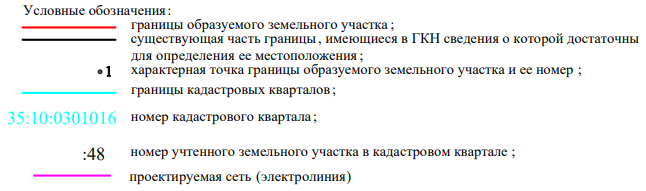 Условные обозначения:
границы образуемого земельного участка;
существующая часть границы, имеющиеся в ГКН сведения о которой достаточны
для определения ее местоположения;
•1 характерная точка границы образуемого земельного участка и ее номер;
границы кадастровых кварталов;
35:10:0301016 номер кадастрового квартала;
:48 номер учтенного земельного участка в кадастровом квартале;
проектируемая сеть (электролиния)